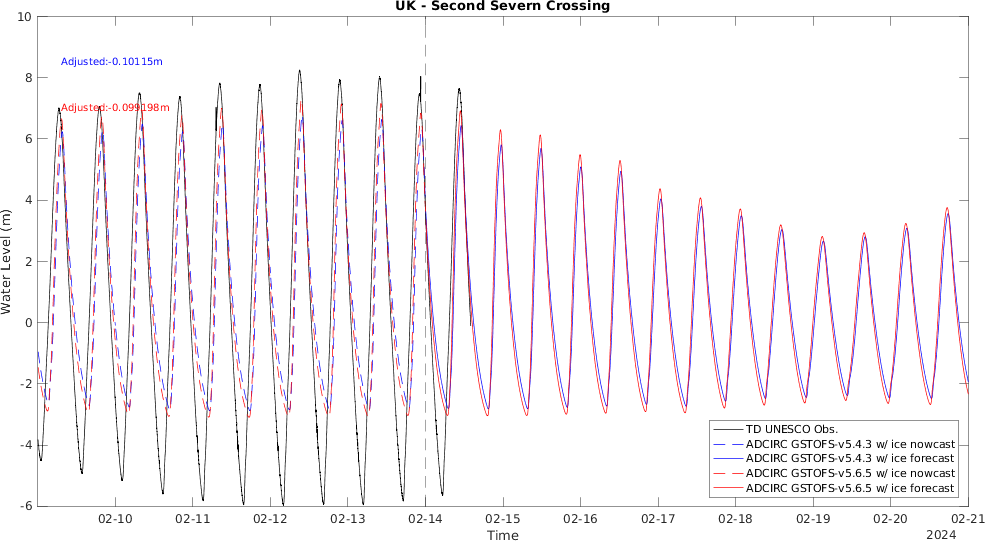 UK - Second Severn Crossing
10
8
6
4
2
0
-2
-4
-6
Water Level (m)
Adjusted:-0.10115m
Adjusted:-0.099198m
TD UNESCO Obs.
ADCIRC GSTOFS-v5.4.3 w/ ice nowcast
ADCIRC GSTOFS-v5.4.3 w/ ice forecast
ADCIRC GSTOFS-v5.6.5 w/ ice nowcast
ADCIRC GSTOFS-v5.6.5 w/ ice forecast
02-10 02-11 02-12 02-13 02-14 02-15 02-16 02-17 02-18 02-19 02-20 02-21
Time
2024